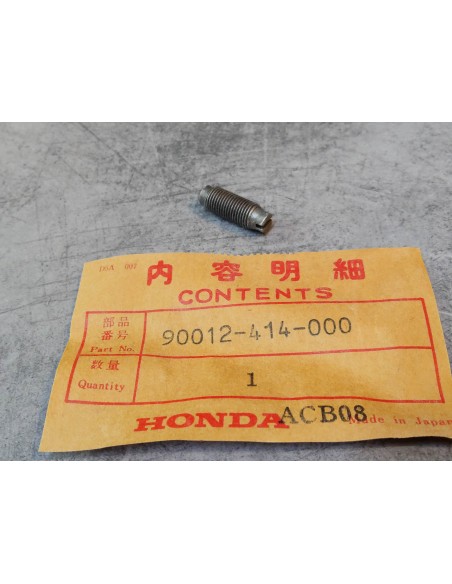 内容明細
CONTENTS
部品
番号
Part No.
90012-414-000
数量
Quantity
1
HONDA ACB08 Made in Japan